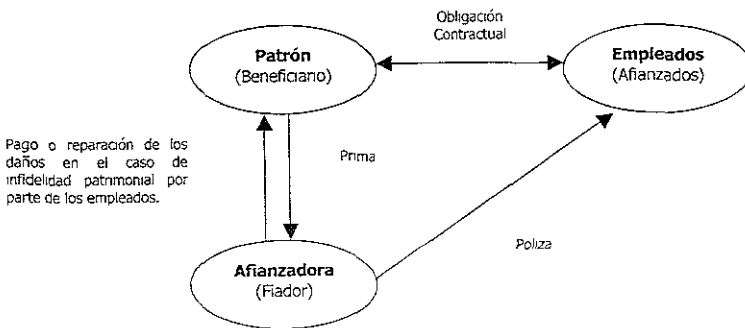 Obligación
Contractual
Patrón
(Beneficiario)
Empleados
(Afianzados)
Pago o reparación de los
daños en el caso de
infidelidad patrimonial por
parte de los empleados.
Prima
Poliza
Afianzadora
(Fiador)